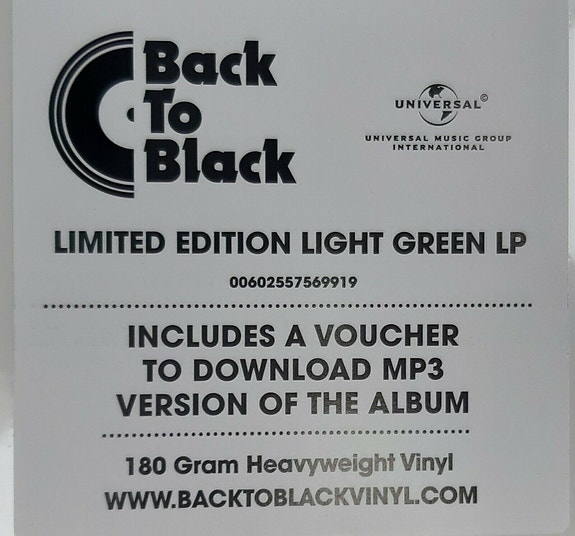 Back
To
Black
UNIVERSAL©
UNIVERSAL MUSIC GROUP
INTERNATIONAL
LIMITED EDITION LIGHT GREEN LP
00602557569919
INCLUDES A VOUCHER
TO DOWNLOAD MP3
VERSION OF THE ALBUM
180 Gram Heavyweight Vinyl
WWW.BACKTOBLACKVINYL.COM